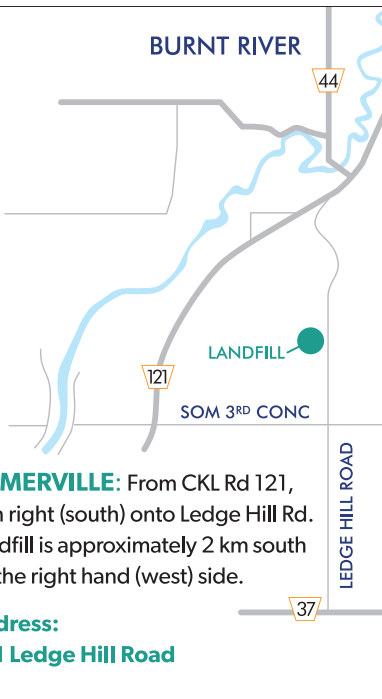 BURNT RIVER
44
LANDFILL
121
SOM 3RD CONC
LEDGE HILL ROAD
MERVILLE: From CKL Rd 121,
right (south) onto Ledge Hill Rd.
dfill is approximately 2 km south
the right hand (west) side.
37
dress:
Ledge Hill Road